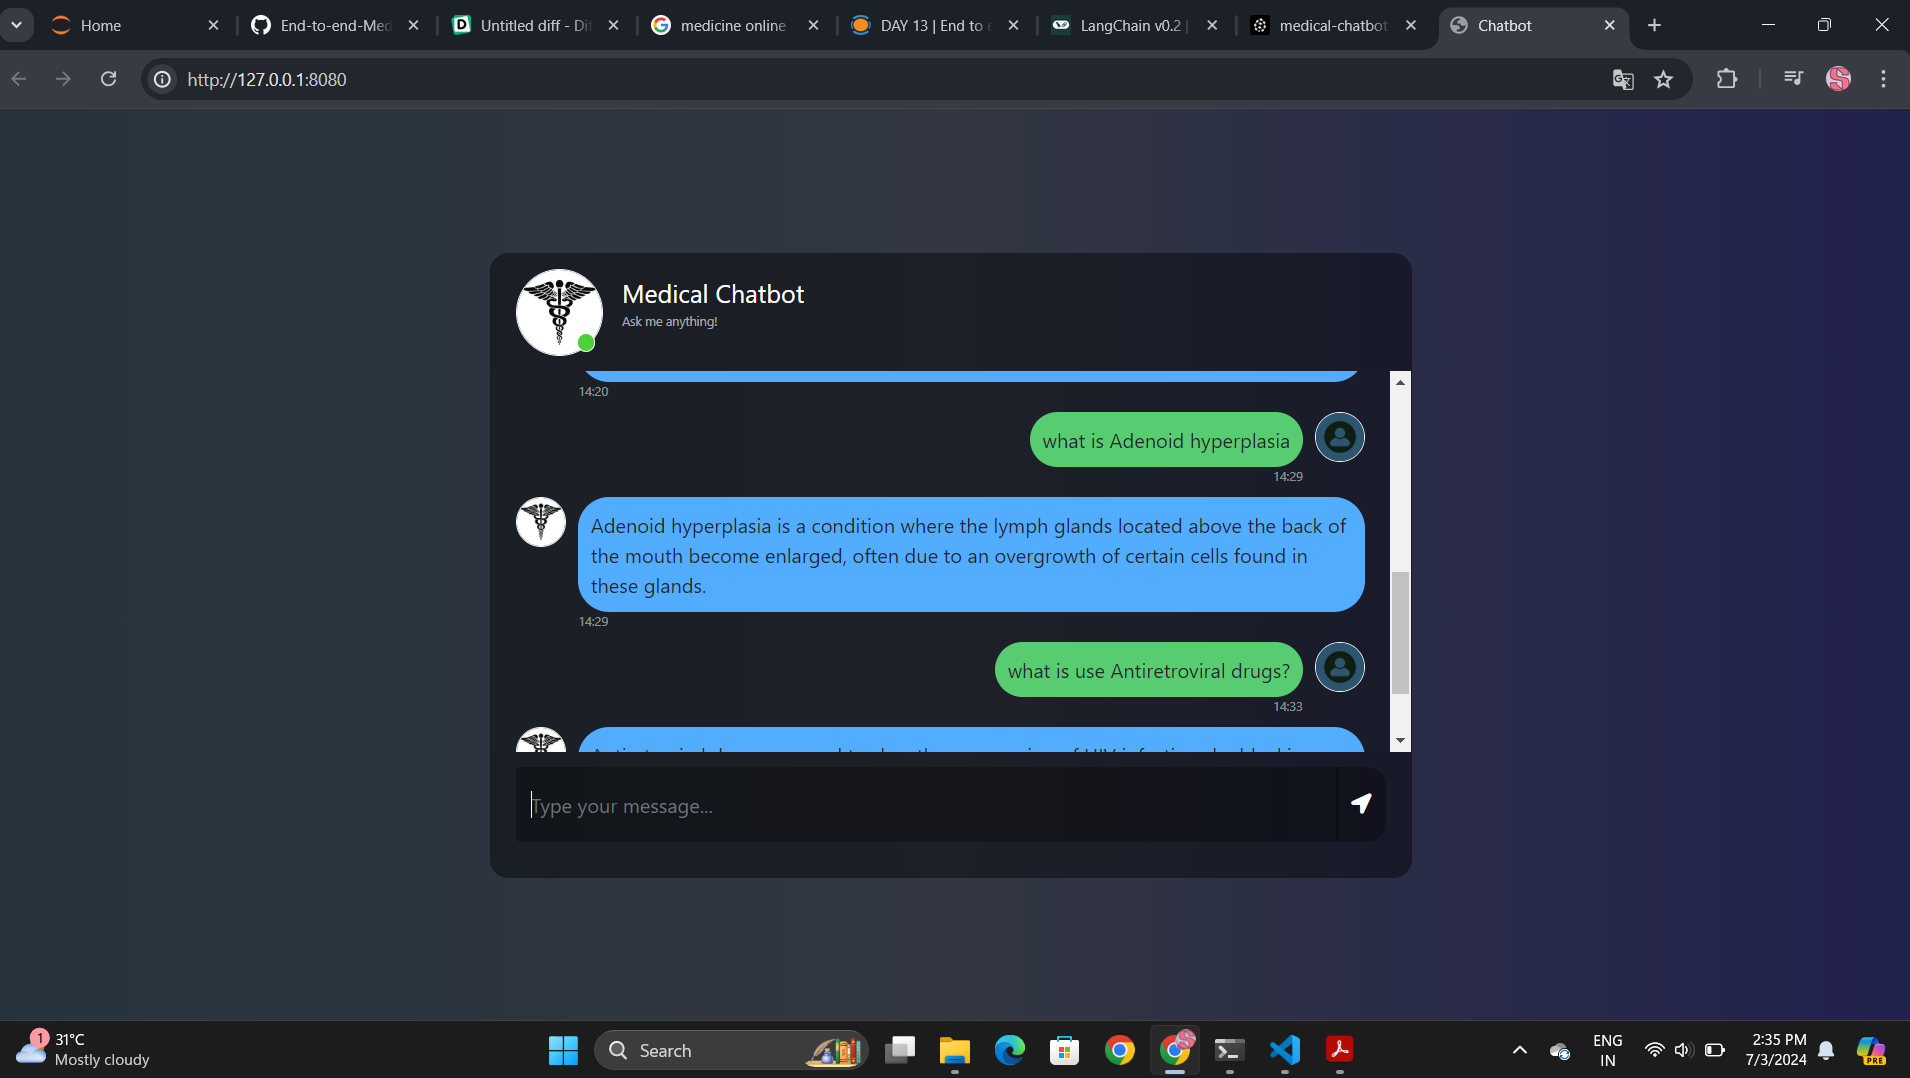 Home
End-to-end-Med
Untitled diff - Di
medicine online
DAY 13 | End to e
LangChain v0.2 |
medical-chatbot
Chatbot
http://127.0.0.1:8080
Medical Chatbot
Ask me anything!
14:20
what is Adenoid hyperplasia
14:29
Adenoid hyperplasia is a condition where the lymph glands located above the back of
the mouth become enlarged, often due to an overgrowth of certain cells found in
these glands.
14:29
what is use Antiretroviral drugs?
14:33
Type your message...
1
31°C
Mostly cloudy
Search
ENG
IN
2:35 PM
7/3/2024
PRE